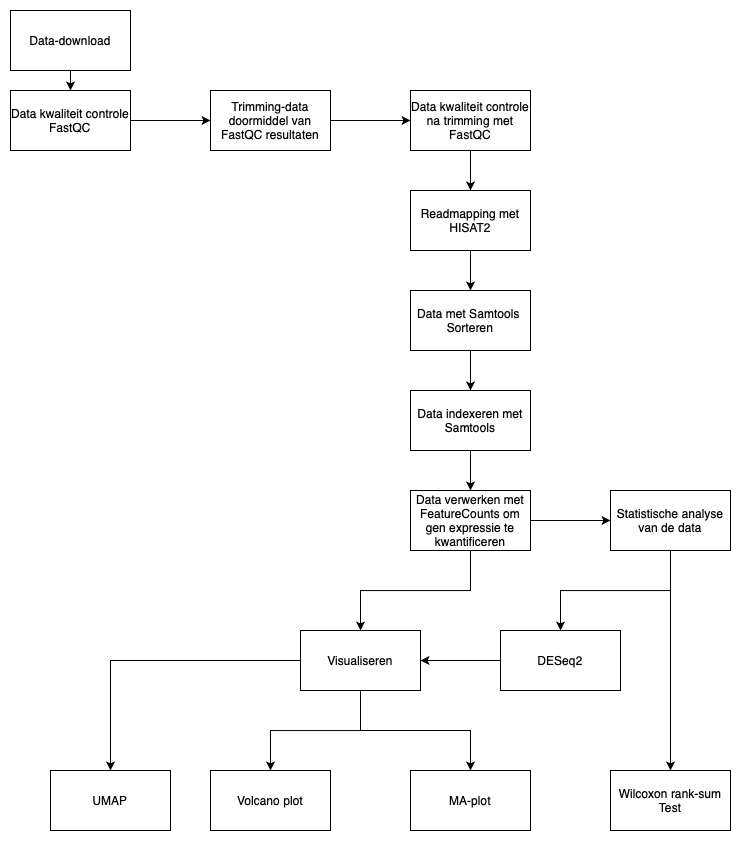 Data-download
Data kwaliteit controle
FastQC
Trimming-data
doormiddel van
FastQC resultaten
Data kwaliteit controle
na trimming met
FastQC
Readmapping met
HISAT2
Data met Samtools
Sorteren
Data indexeren met
Samtools
Data verwerken met
FeatureCounts om
gen expressie te
kwantificeren
Statistische analyse
van de data
Visualiseren
DESeq2
UMAP
Volcano plot
MA-plot
Wilcoxon rank-sum
Test